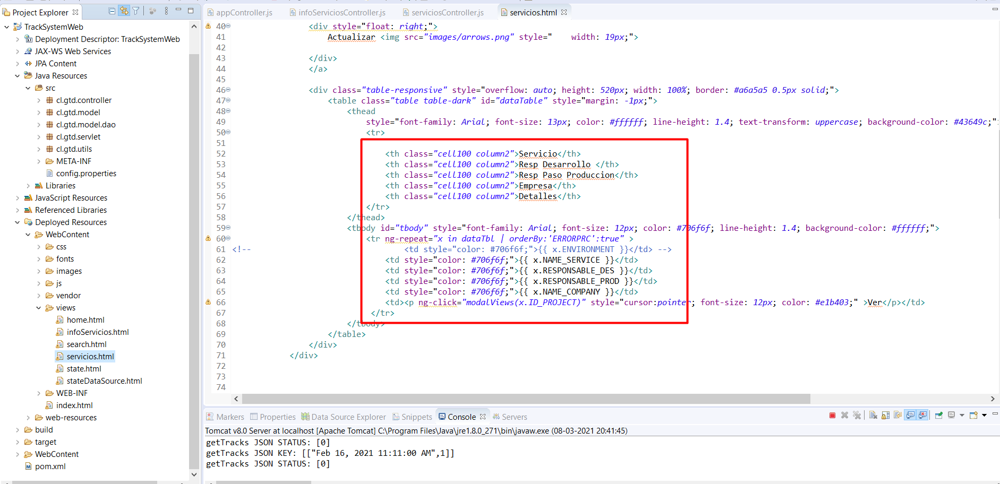 Project Explorer
TrackSystemWeb
Deployment Descriptor: TrackSystemWeb
JAX-WS Web Services
JPA Content
Java Resources
src
cl.gtd.controller
cl.gtd.model
cl.gtd.model.dao
cl.gtd.servlet
cl.gtd.utils
META-INF
config.properties
Libraries
JavaScript Resources
Referenced Libraries
Deployed Resources
WebContent
css
fonts
images
js
vendor
views
home.html
infoServicios.html
search.html
servicios.html
state.html
stateDataSource.html
WEB-INF
index.html
web-resources
build
target
WebContent
pom.xml
appController.js infoServiciosController.js serviciosController.js servicios.html
40 <div style="float: right;">
41 Actualizar <img src="images/arrows.png" style="    width: 19px;">
42
43 </div>
44 </a>
45
46 <div class="table-responsive" style="overflow: auto; height: 520px; width: 100%; border: #a6a5a5 0.5px solid;">
47 <table class="table table-dark" id="dataTable" style="margin: -1px;">
48 <thead
49 style="font-family: Arial; font-size: 13px; color: #ffffff; line-height: 1.4; text-transform: uppercase; background-color: #43649c;"
50 <tr>
51
52 <th class="cell100 column2">Servicio</th>
53 <th class="cell100 column2">Resp Desarrollo </th>
54 <th class="cell100 column2">Resp Paso Produccion</th>
55 <th class="cell100 column2">Empresa</th>
56 <th class="cell100 column2">Detalles</th>
57 </tr>
58 </thead>
59 <tbody id="tbody" style="font-family: Arial; font-size: 12px; color: #706f6f; line-height: 1.4; background-color: #ffffff;">
60 <tr ng-repeat="x in dataTbl | orderBy:'ERRORPRC':true" >
61 <!-- <td style="color: #706f6f;">{{ x.ENVIRONMENT }}</td> -->
62 <td style="color: #706f6f;">{{ x.NAME_SERVICE }}</td>
63 <td style="color: #706f6f;">{{ x.RESPONSABLE_DES }}</td>
64 <td style="color: #706f6f;">{{ x.RESPONSABLE_PROD }}</td>
65 <td style="color: #706f6f;">{{ x.NAME_COMPANY }}</td>
66 <td><p ng-click="modalViews(x.ID_PROJECT)" style="cursor:pointer; font-size: 12px; color: #e1b403;" >Ver</p></td>
67 </tr>
68 </tbody>
69 </table>
70 </div>
71 </div>
72
73
74
Markers Properties Data Source Explorer Snippets Console Servers
Tomcat v8.0 Server at localhost [Apache Tomcat] C:\Program Files\Java\jre1.8.0_271\bin\javaw.exe (08-03-2021 20:41:45)
getTracks JSON STATUS: [0]
getTracks JSON KEY: [["Feb 16, 2021 11:11:00 AM",1]]
getTracks JSON STATUS: [0]